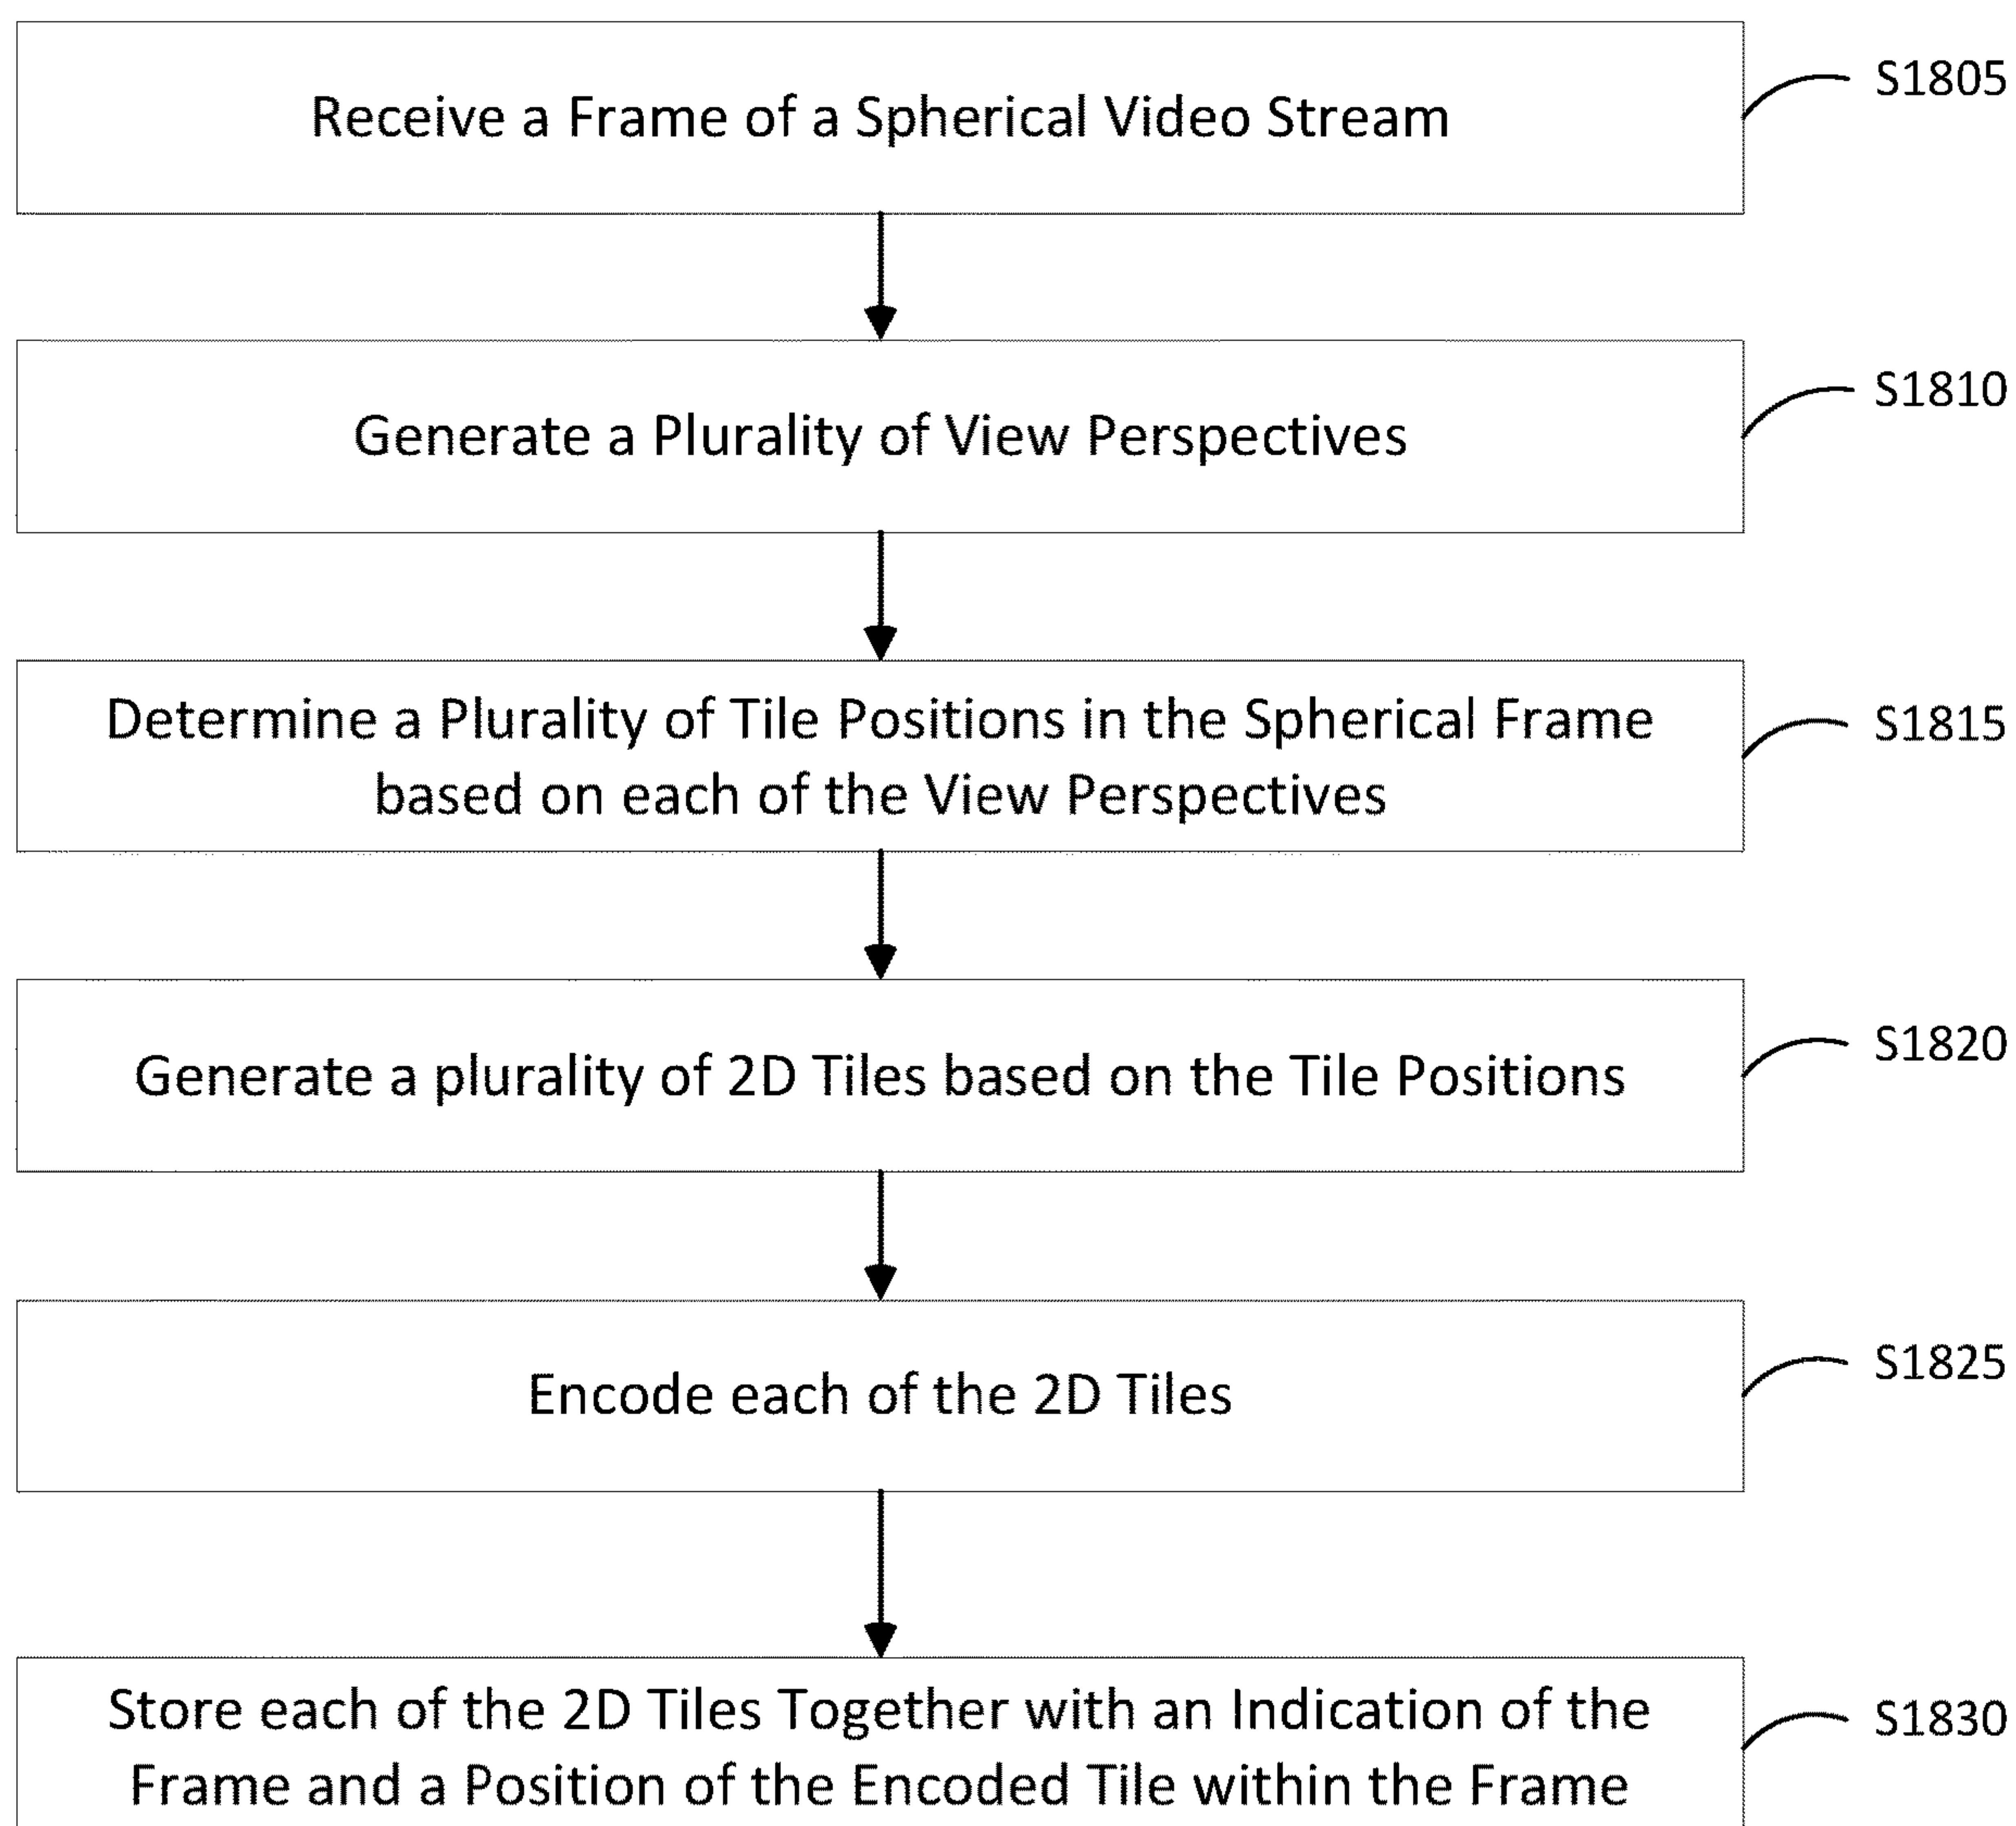 Receive a Frame of a Spherical Video Stream
S1805
Generate a Plurality of View Perspectives
S1810
Determine a Plurality of Tile Positions in the Spherical Frame
based on each of the View Perspectives
S1815
Generate a plurality of 2D Tiles based on the Tile Positions
S1820
Encode each of the 2D Tiles
S1825
Store each of the 2D Tiles Together with an Indication of the
Frame and a Position of the Encoded Tile within the Frame
S1830